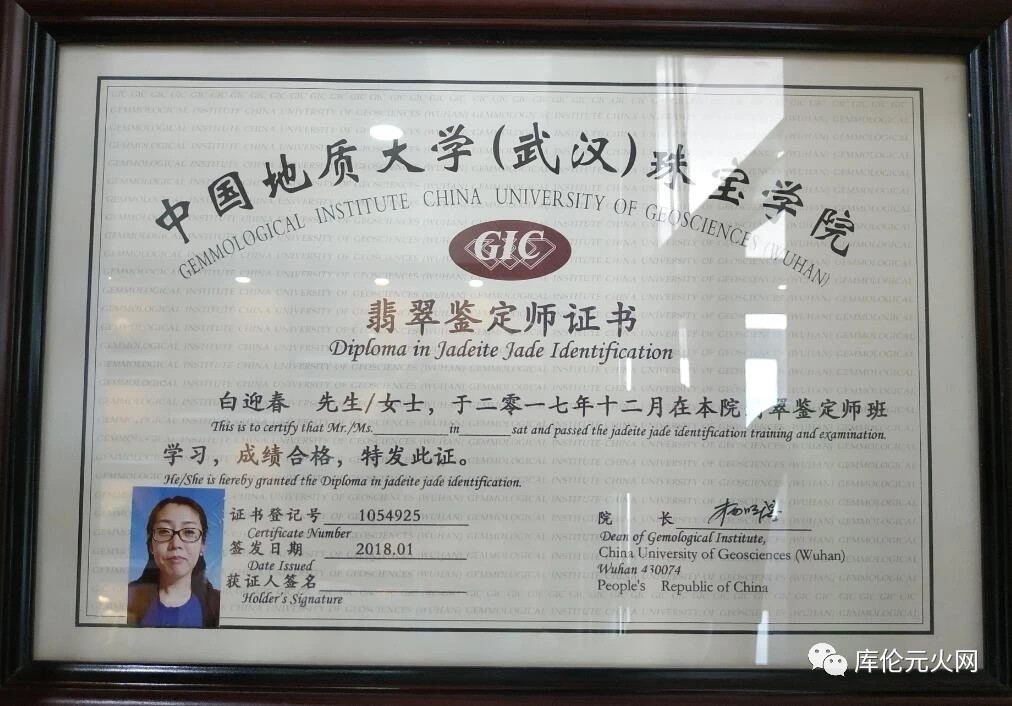 中国地质大学(武汉)珠宝学院
GEMMOLOGICAL INSTITUTE CHINA UNIVERSITY OF GEOSCIENCES (WUHAN)
GIC
翡翠鉴定师证书
Diploma in Jadeite Jade Identification
白迎春 先生/女士，于二零一七年十二月在本院翡翠鉴定师班
This is to certify that Mr./Ms. in sat and passed the jadeite jade identification training and examination.
学习，成绩合格，特发此证。
He/She is hereby granted the Diploma in jadeite jade identification.
证书登记号 1054925
Certificate Number
签发日期 2018.01
Date Issued
获证人签名
Holder's Signature
院 长
Dean of Gemological Institute,
China University of Geosciences (Wuhan)
Wuhan 430074
People's Republic of China
库伦元火网